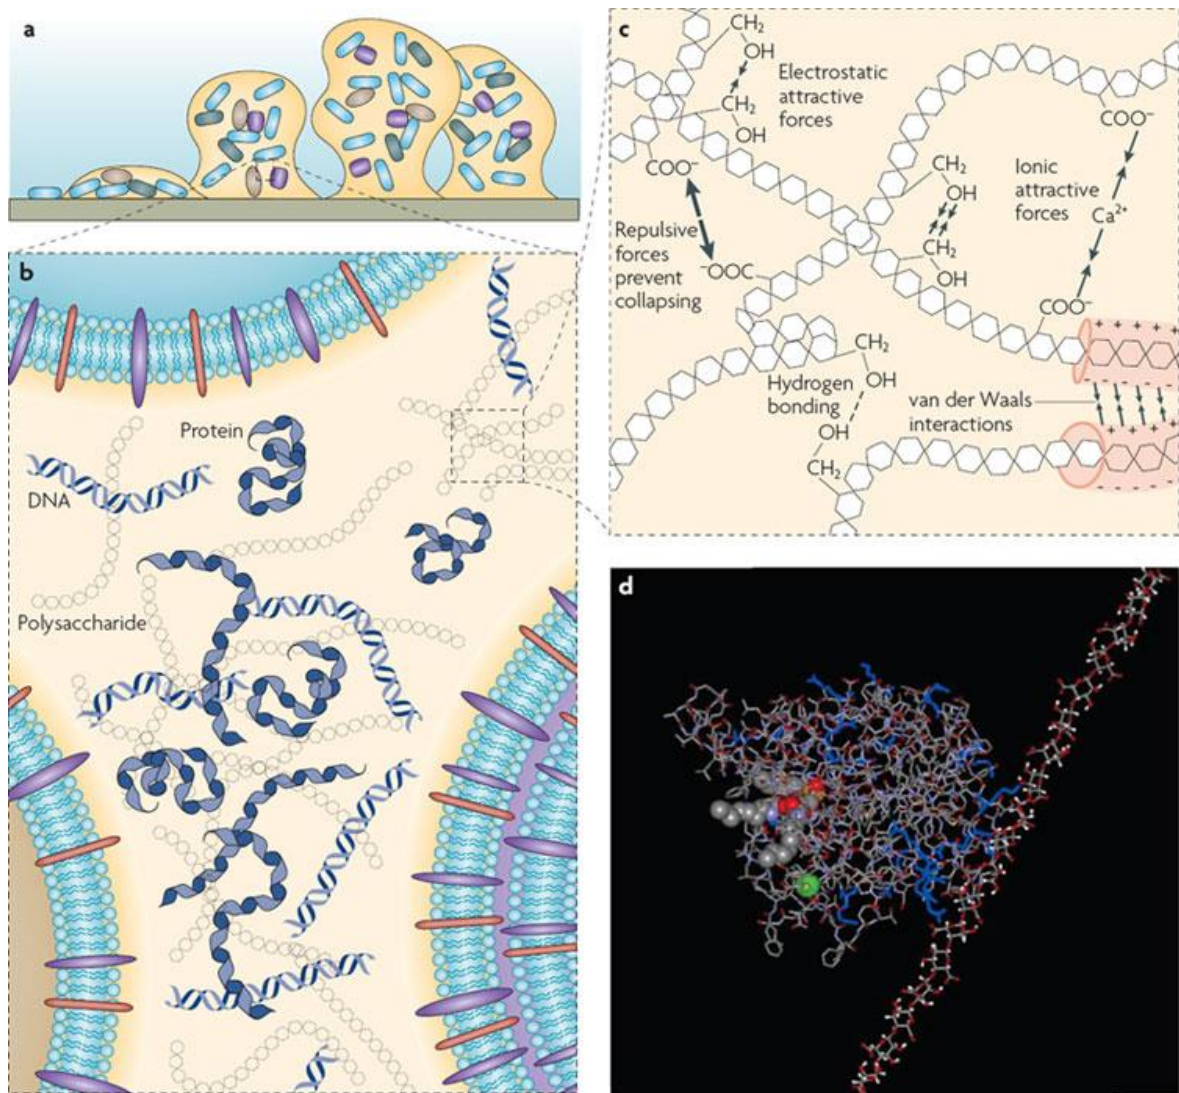 a
b
Protein
DNA
Polysaccharide
c
CH₂
OH
CH₂
OH
Electrostatic
attractive
forces
COO⁻
Repulsive
forces
prevent
collapsing
⁻OOC
CH₂
OH
CH₂
OH
COO⁻
Ionic
attractive
forces
Ca²⁺
COO⁻
+ + + + +
- - - - -
CH₂
OH
Hydrogen
bonding
OH
CH₂
van der Waals
interactions
+ + + +
- - - -
d